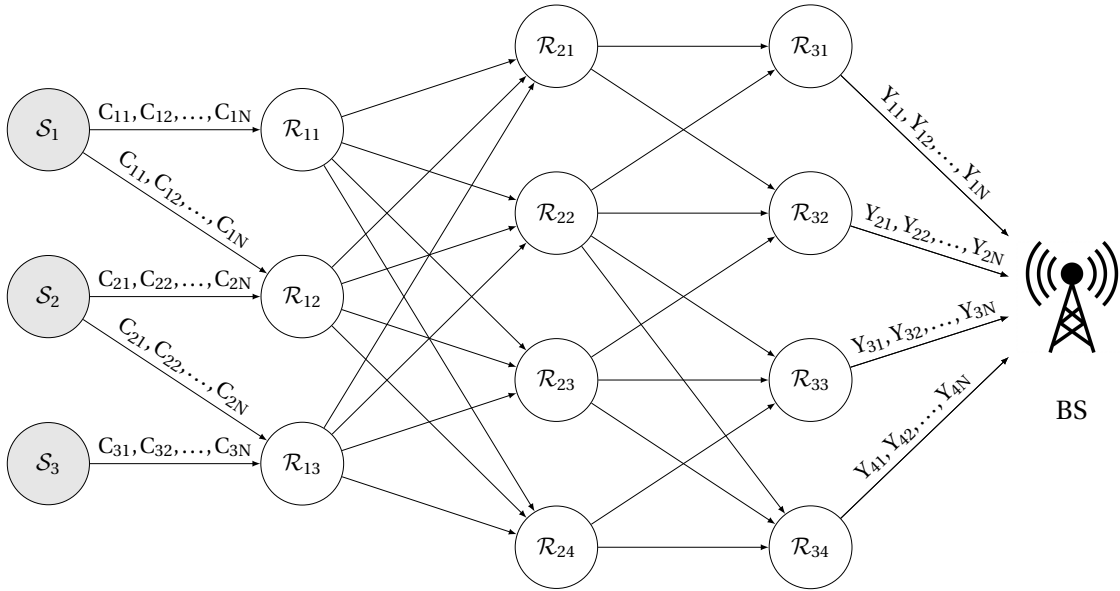 S₁
S₂
S₃
C₁₁, C₁₂, …, C₁N
C₁₁, C₁₂, …, C₁N
C₂₁, C₂₂, …, C₂N
C₂₁, C₂₂, …, C₂N
C₃₁, C₃₂, …, C₃N
R₁₁
R₁₂
R₁₃
R₂₁
R₂₂
R₂₃
R₂₄
R₃₁
R₃₂
R₃₃
R₃₄
Y₁₁, Y₁₂, …, Y₁N
Y₂₁, Y₂₂, …, Y₂N
Y₃₁, Y₃₂, …, Y₃N
Y₄₁, Y₄₂, …, Y₄N
BS